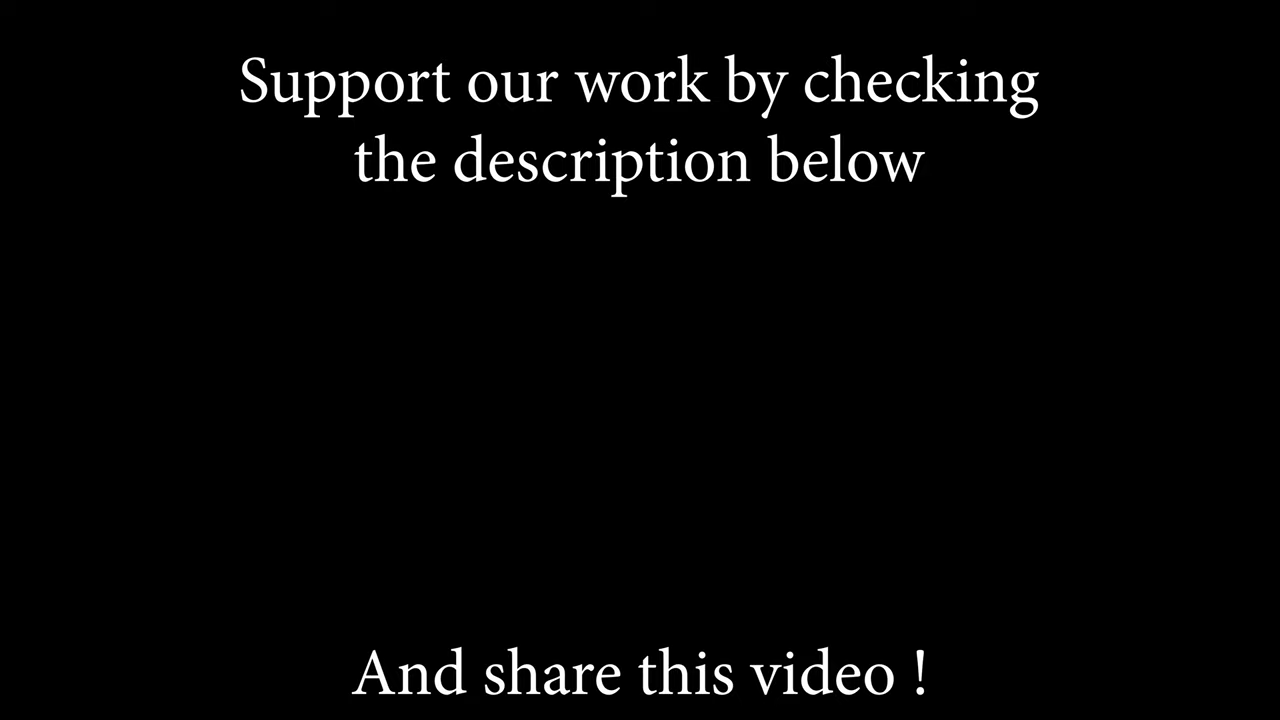 Support our work by checking
the description below
And share this video !